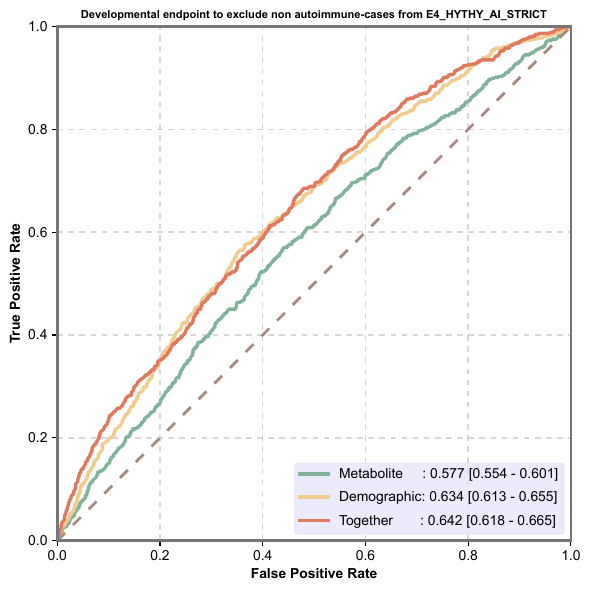 Developmental endpoint to exclude non autoimmune-cases from E4_HYTHY_AI_STRICT
1.0
0.8
0.6
0.4
0.2
0.0
True Positive Rate
Metabolite : 0.577 [0.554 - 0.601]
Demographic: 0.634 [0.613 - 0.655]
Together : 0.642 [0.618 - 0.665]
0.0 0.2 0.4 0.6 0.8 1.0
False Positive Rate